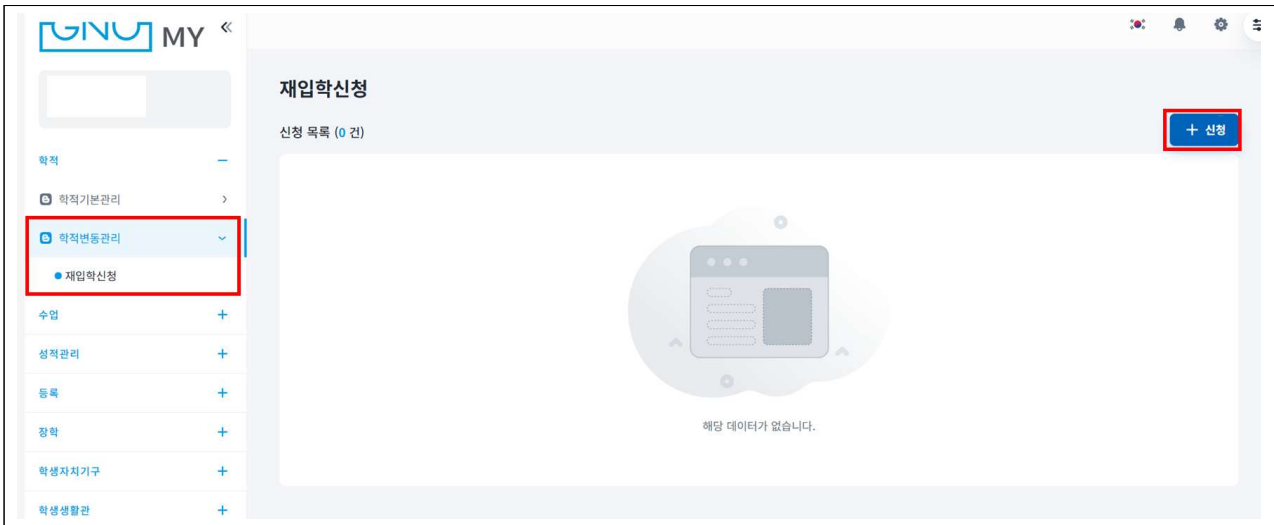 GNU MY
재입학신청
신청 목록 (0 건)
+ 신청
학적
학적기본관리
학적변동관리
재입학신청
수업
성적관리
등록
장학
학생자치기구
학생생활관
해당 데이터가 없습니다.